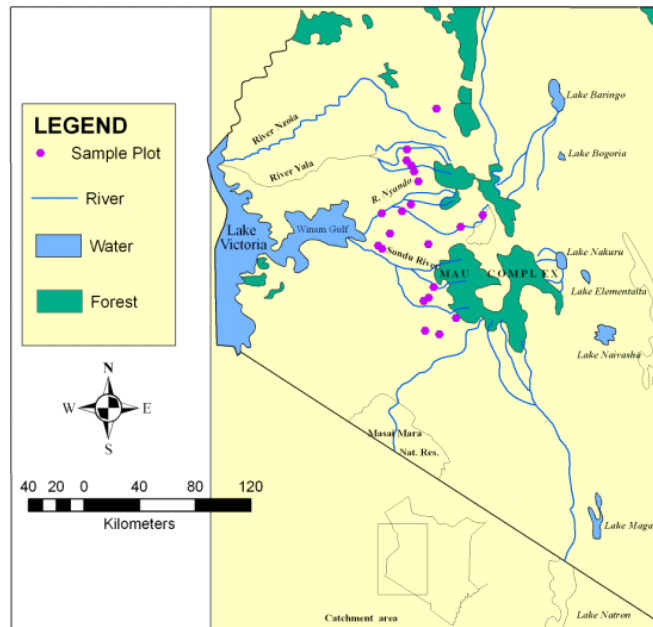 LEGEND
Sample Plot
River
Water
Forest
N
W E
S
40 20 0 40 80 120
Kilometers
Lake Baringo
River Nzoia
Lake Bogoria
River Yala
R. Nyando
Lake
Victoria
Winam Gulf
Sondu River
Lake Nakuru
MAU COMPLEX
Lake Elementaita
Lake Naivasha
Masai Mara
Nat. Res.
Lake Maga
Lake Natron
Catchment area